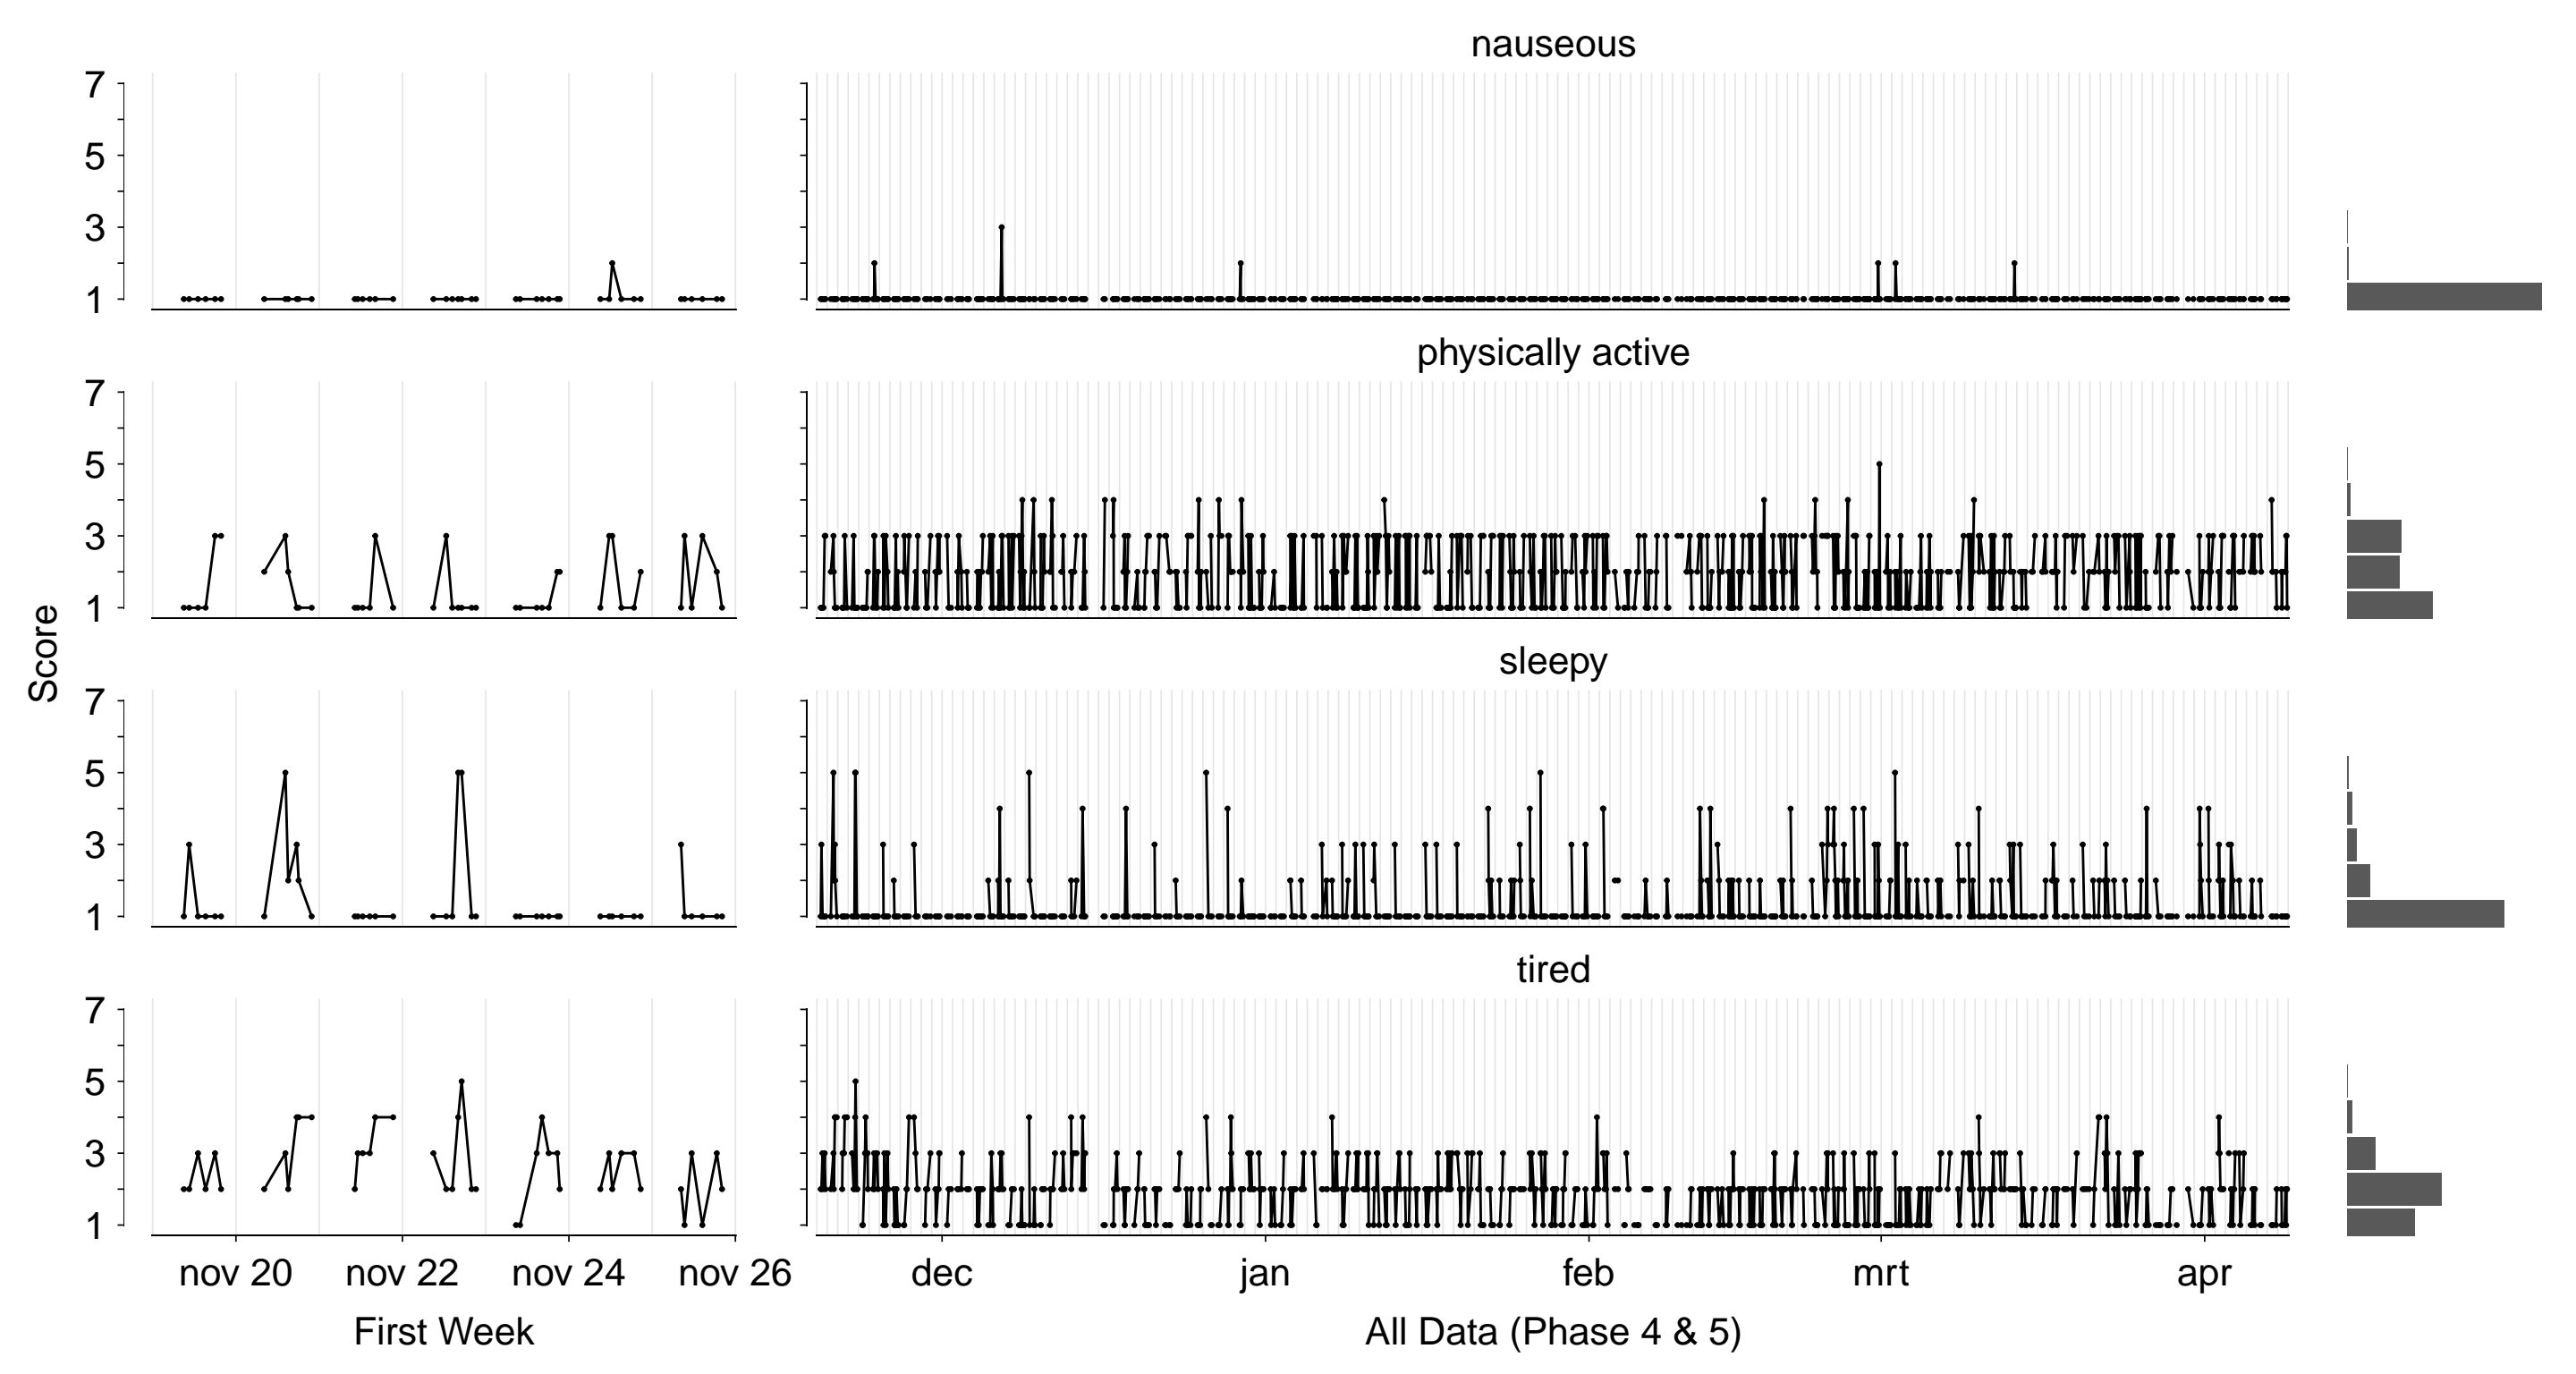 nauseous
7
5
3
1
physically active
7
5
3
1
sleepy
7
5
3
1
tired
7
5
3
1
Score
nov 20 nov 22 nov 24 nov 26 dec jan feb mrt apr
First Week All Data (Phase 4 & 5)